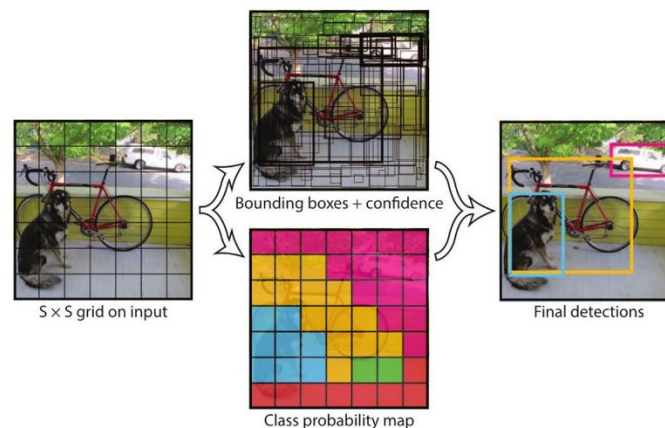 Bounding boxes + confidence
S × S grid on input
Final detections
Class probability map